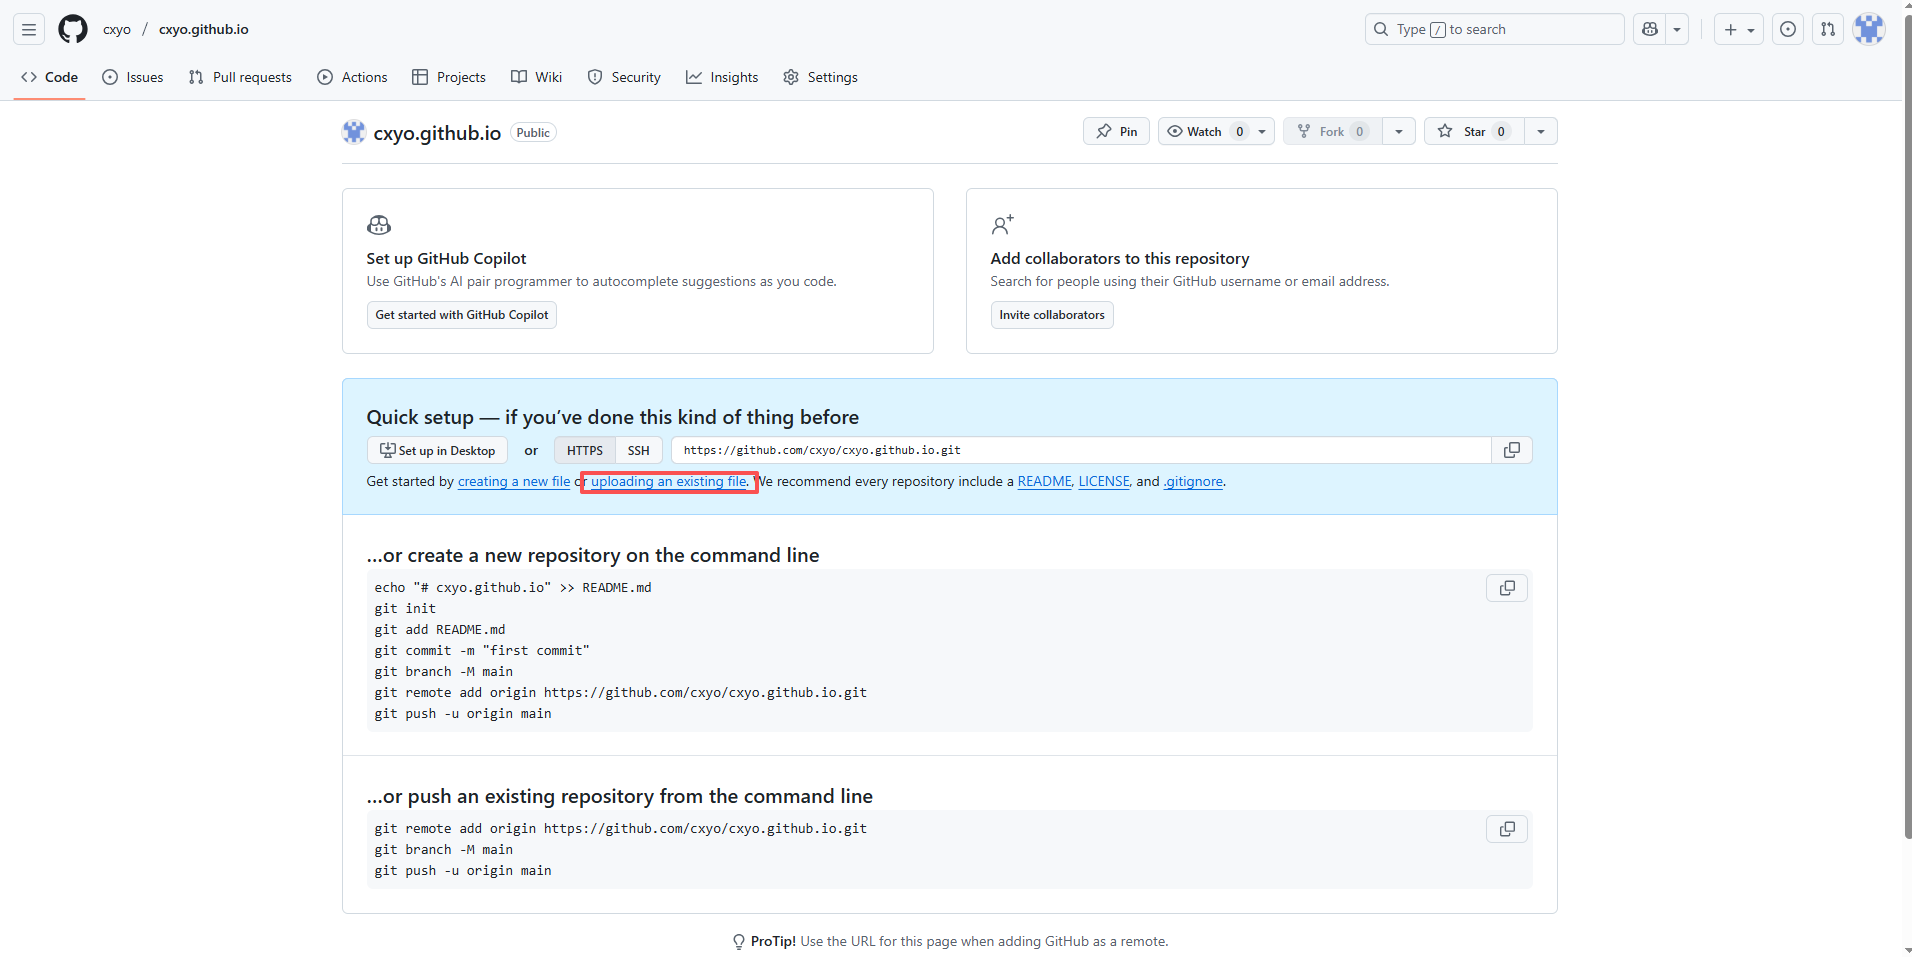 cxyo / cxyo.github.io
Type / to search
Code Issues Pull requests Actions Projects Wiki Security Insights Settings
cxyo.github.io Public
Pin Watch 0 Fork 0 Star 0
Set up GitHub Copilot
Use GitHub's AI pair programmer to autocomplete suggestions as you code.
Get started with GitHub Copilot
Add collaborators to this repository
Search for people using their GitHub username or email address.
Invite collaborators
Quick setup — if you’ve done this kind of thing before
Set up in Desktop or HTTPS SSH https://github.com/cxyo/cxyo.github.io.git
Get started by creating a new file or uploading an existing file. We recommend every repository include a README, LICENSE, and .gitignore.
…or create a new repository on the command line
echo "# cxyo.github.io" >> README.md
git init
git add README.md
git commit -m "first commit"
git branch -M main
git remote add origin https://github.com/cxyo/cxyo.github.io.git
git push -u origin main
…or push an existing repository from the command line
git remote add origin https://github.com/cxyo/cxyo.github.io.git
git branch -M main
git push -u origin main
ProTip! Use the URL for this page when adding GitHub as a remote.